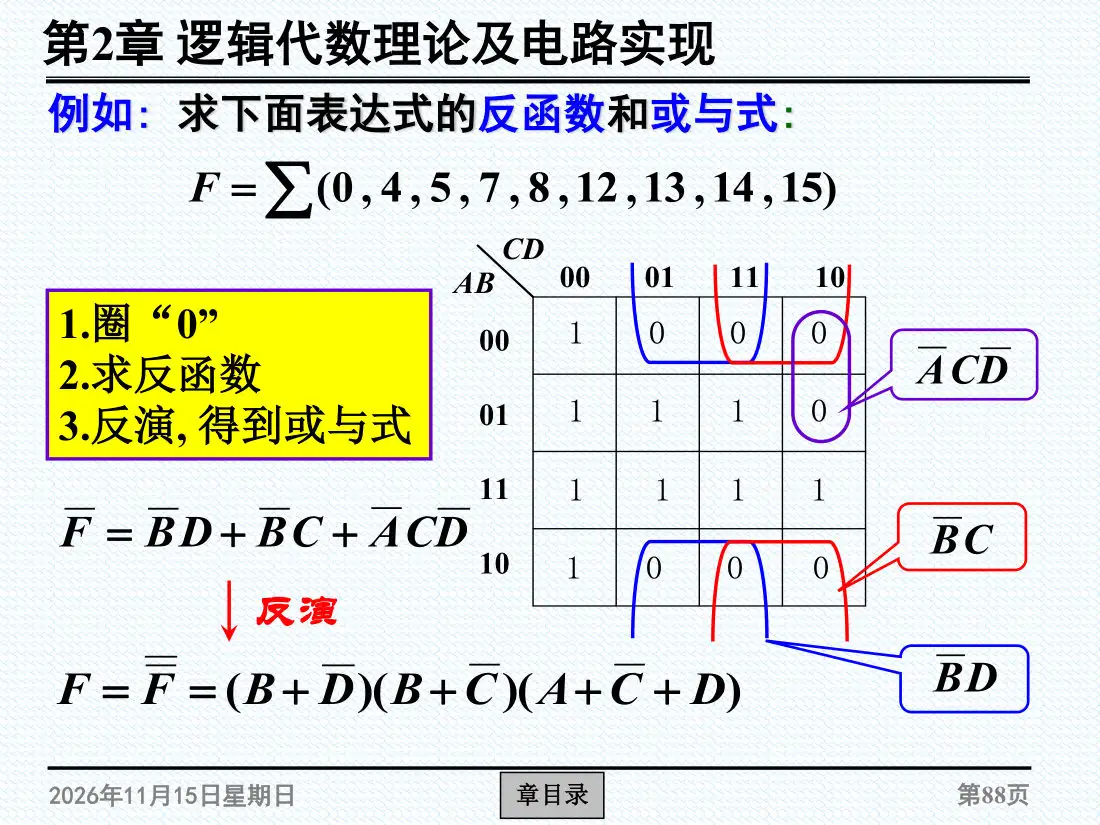 第2章 逻辑代数理论及电路实现
例如: 求下面表达式的反函数和或与式:
F = ∑(0 , 4 , 5 , 7 , 8 , 12 , 13 , 14 , 15)
CD
AB
00 01 11 10
00 1 0 0 0
01 1 1 1 0
11 1 1 1 1
10 1 0 0 0
1.圈“0”
2.求反函数
3.反演, 得到或与式
A̅CD̅
B̅C
B̅D
F̅ = B̅D + B̅C + A̅CD̅
反演
F = F̿ = (B + D̅)(B + C̅)(A + C̅ + D)
2026年11月15日星期日
章目录
第88页